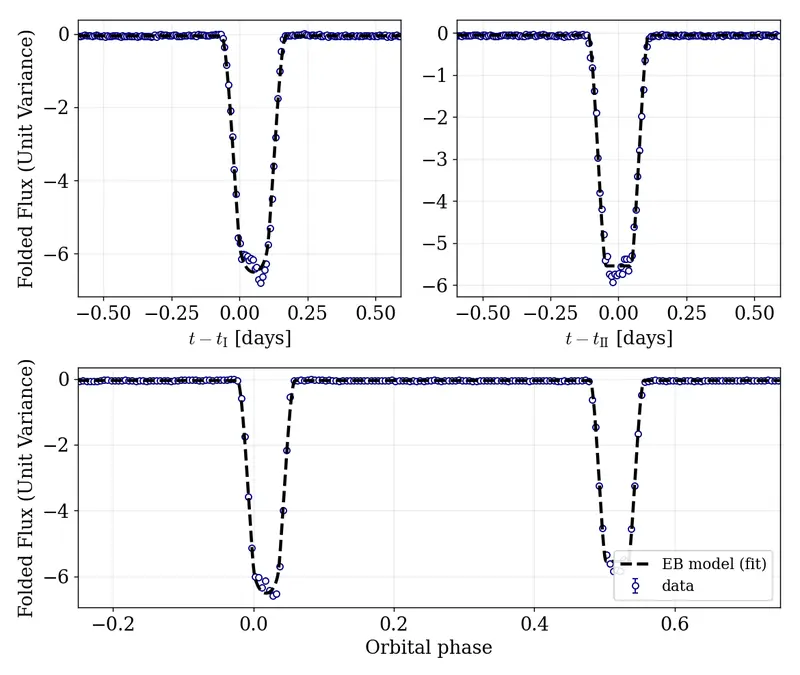 Folded Flux (Unit Variance)
0
−2
−4
−6
−0.50 −0.25 0.00 0.25 0.50
t − t_I [days]
0
−1
−2
−3
−4
−5
−6
−0.50 −0.25 0.00 0.25 0.50
t − t_II [days]
Folded Flux (Unit Variance)
0
−2
−4
−6
EB model (fit)
data
−0.2 0.0 0.2 0.4 0.6
Orbital phase